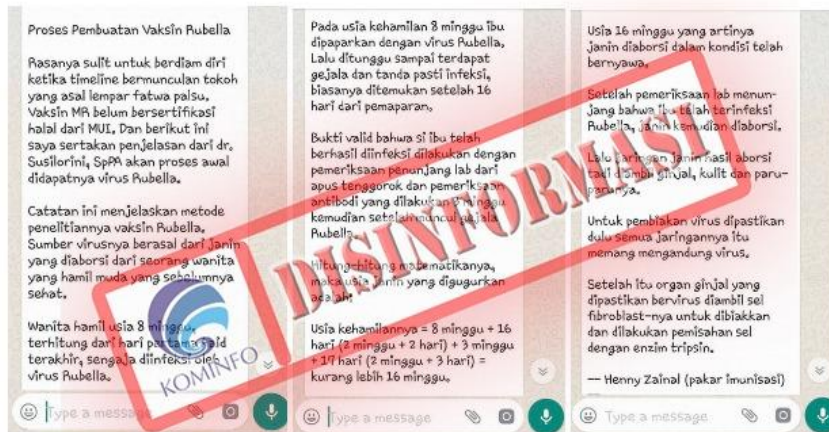 Proses Pembuatan Vaksin Rubella
Rasanya sulit untuk berdiam diri
ketika timeline bermunculan tokoh
yang asal lempar fatwa palsu.
Vaksin MR belum bersertifikasi
halal dari MUI. Dan berikut ini
saya sertakan penjelasan dari dr.
Susilorini, SpPA akan proses awal
didapatnya virus Rubella.
Catatan ini menjelaskan metode
penelitiannya vaksin Rubella.
Sumber virusnya berasal dari janin
yang diaborsi dari seorang wanita
yang hamil muda yang sebelumnya
sehat.
Wanita hamil usia 8 minggu,
terhitung dari hari pertama haid
terakhir, sengaja diinfeksi oleh
virus Rubella.
Type a message
Pada usia kehamilan 8 minggu ibu
dipaparkan dengan virus Rubella.
Lalu ditunggu sampai terdapat
gejala dan tanda pasti infeksi,
biasanya ditemukan setelah 16
hari dari pemaparan.
Bukti valid bahwa si ibu telah
berhasil diinfeksi dilakukan dengan
pemeriksaan penunjang lab dari
apus tenggorok dan pemeriksaan
antibodi yang dilakukan 3 minggu
kemudian setelah muncul gejala
Rubella.
Hitung-hitung matematikanya,
maka usia janin yang digugurkan
adalah:
Usia kehamilannya = 8 minggu + 16
hari (2 minggu + 2 hari) + 3 minggu
+ 17 hari (2 minggu + 3 hari) =
kurang lebih 16 minggu.
Type a message
Usia 16 minggu yang artinya
janin diaborsi dalam kondisi telah
bernyawa.
Setelah pemeriksaan lab menun-
jang bahwa ibu telah terinfeksi
Rubella, janin kemudian diaborsi.
Lalu jaringan janin hasil aborsi
tadi diambil ginjal, kulit dan paru-
parunya.
Untuk pembiakan virus dipastikan
dulu semua jaringannya itu
memang mengandung virus.
Setelah itu organ ginjal yang
dipastikan bervirus diambil sel
fibroblast-nya untuk dibiakkan
dan dilakukan pemisahan sel
dengan enzim tripsin.
— Henny Zainal (pakar imunisasi)
Type a message
KOMINFO
DISINFORMASI